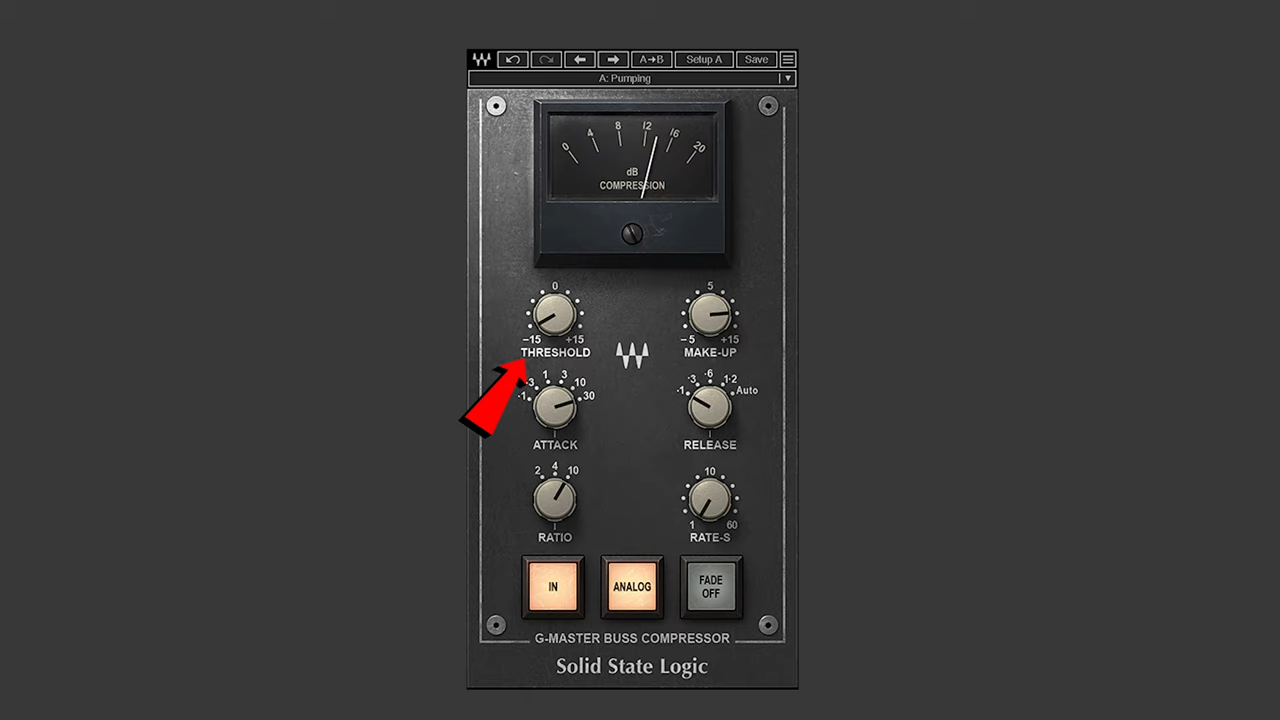 A→B Setup A Save
A: Pumping
0 4 8 12 16 20
dB
COMPRESSION
0
-15 +15
THRESHOLD
5
-5 +15
MAKE-UP
.1 .3 1 3 10 30
ATTACK
.1 .3 .6 1.2 Auto
RELEASE
2 4 10
RATIO
10
1 60
RATE-S
IN
ANALOG
FADE
OFF
G-MASTER BUSS COMPRESSOR
Solid State Logic